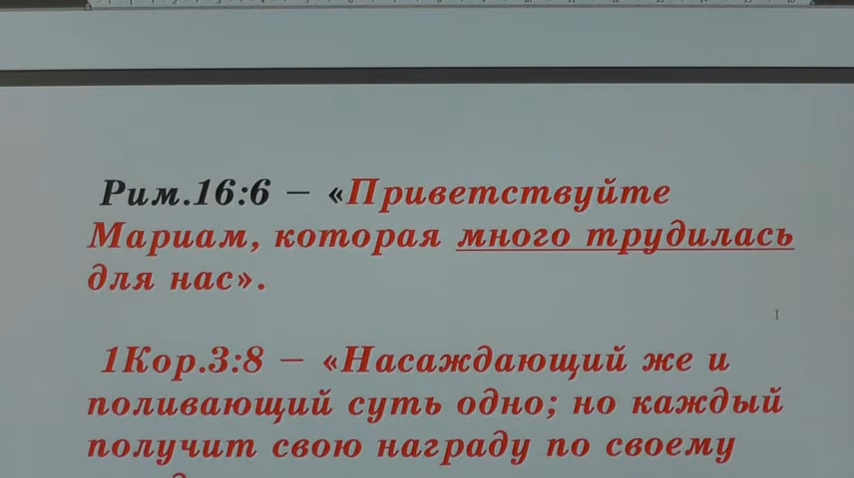 Рим.16:6 – «Приветствуйте
Мариам, которая много трудилась
для нас».
1Кор.3:8 – «Насаждающий же и
поливающий суть одно; но каждый
получит свою награду по своему